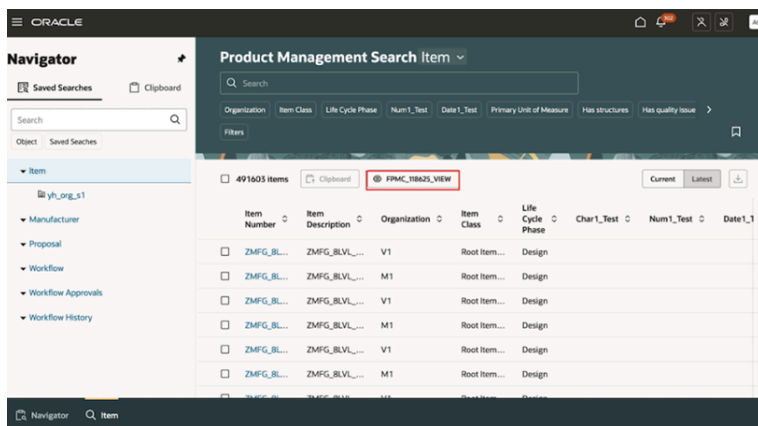 ORACLE
302
Navigator
Saved Searches
Clipboard
Search
Object
Saved Seaches
Item
yh_org_s1
Manufacturer
Proposal
Workflow
Workflow Approvals
Workflow History
Product Management Search Item
Search
Organization
Item Class
Life Cycle Phase
Num1_Test
Date1_Test
Primary Unit of Measure
Has structures
Has quality issue
Filters
491603 items
Clipboard
FPMC_118625_VIEW
Current
Latest
Item Number
Item Description
Organization
Item Class
Life Cycle Phase
Char1_Test
Num1_Test
Date1_T
ZMFG_BL... ZMFG_BLVL_... V1 Root Item... Design
ZMFG_BL... ZMFG_BLVL_... M1 Root Item... Design
ZMFG_BL... ZMFG_BLVL_... V1 Root Item... Design
ZMFG_BL... ZMFG_BLVL_... M1 Root Item... Design
ZMFG_BL... ZMFG_BLVL_... V1 Root Item... Design
ZMFG_BL... ZMFG_BLVL_... M1 Root Item... Design
Navigator
Item